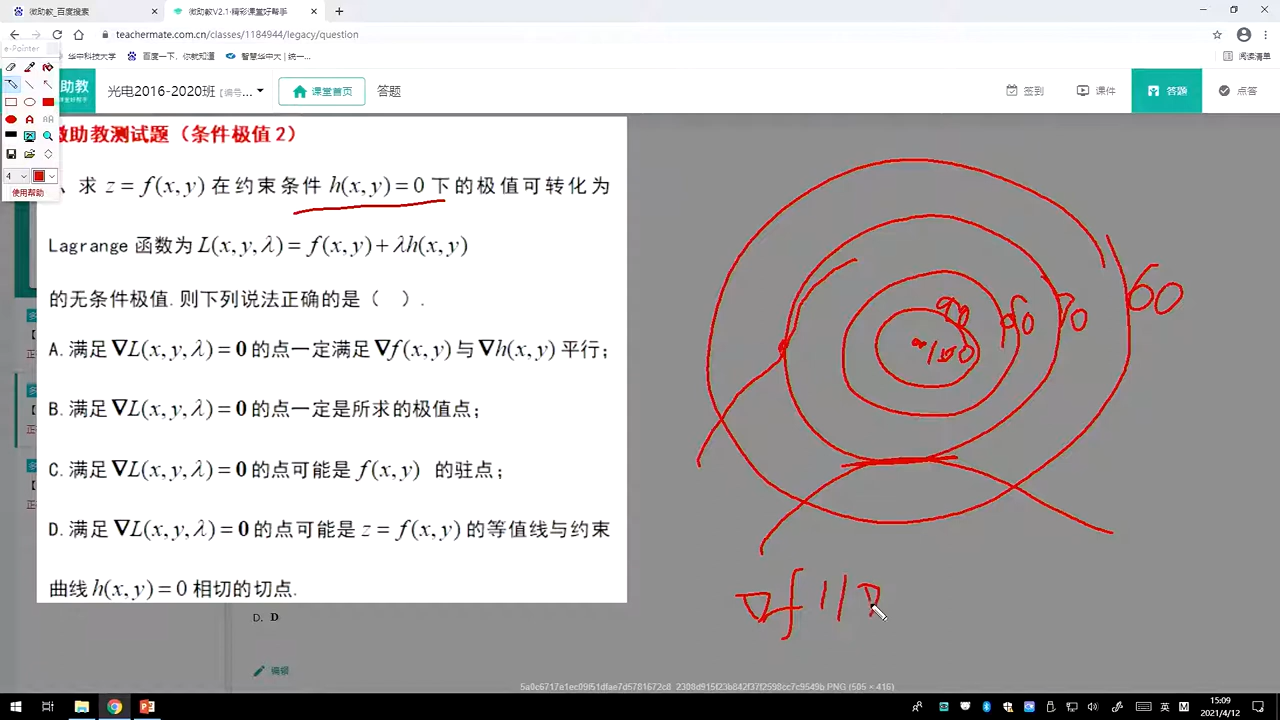 微助教_百度搜索
微助教V2.1-精彩课堂好帮手
teachermate.com.cn/classes/1184944/legacy/question
e-Pointer
华中科技大学
百度一下，你就知道
智慧华中大 | 统一...
阅读清单
助教
光电2016-2020班
课堂首页
答题
签到
课件
答题
点答
助教测试题（条件极值2）
、求 z = f(x, y) 在约束条件 h(x, y) = 0 下的极值可转化为
Lagrange 函数为 L(x, y, λ) = f(x, y) + λh(x, y)
的无条件极值.则下列说法正确的是（ ）.
A.满足 ∇L(x, y, λ) = 0 的点一定满足 ∇f(x, y) 与 ∇h(x, y) 平行；
B.满足 ∇L(x, y, λ) = 0 的点一定是所求的极值点；
C.满足 ∇L(x, y, λ) = 0 的点可能是 f(x, y) 的驻点；
D.满足 ∇L(x, y, λ) = 0 的点可能是 z = f(x, y) 的等值线与约束
曲线 h(x, y) = 0 相切的切点.
4
使用帮助
100
90
80
70
60
∇f //
D. D
编辑
15:09
2021/4/12
英
M